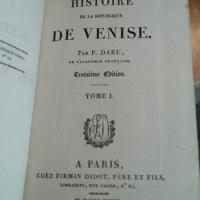 HISTOIRE
DE LA RÉPUBLIQUE
DE VENISE.
PAR P. DARU,
DE L'ACADÉMIE FRANÇAISE.
Troisième Édition.
TOME I.
A PARIS,
CHEZ FIRMIN DIDOT, PÈRE ET FILS,
LIBRAIRES, RUE JACOB, N° 24.